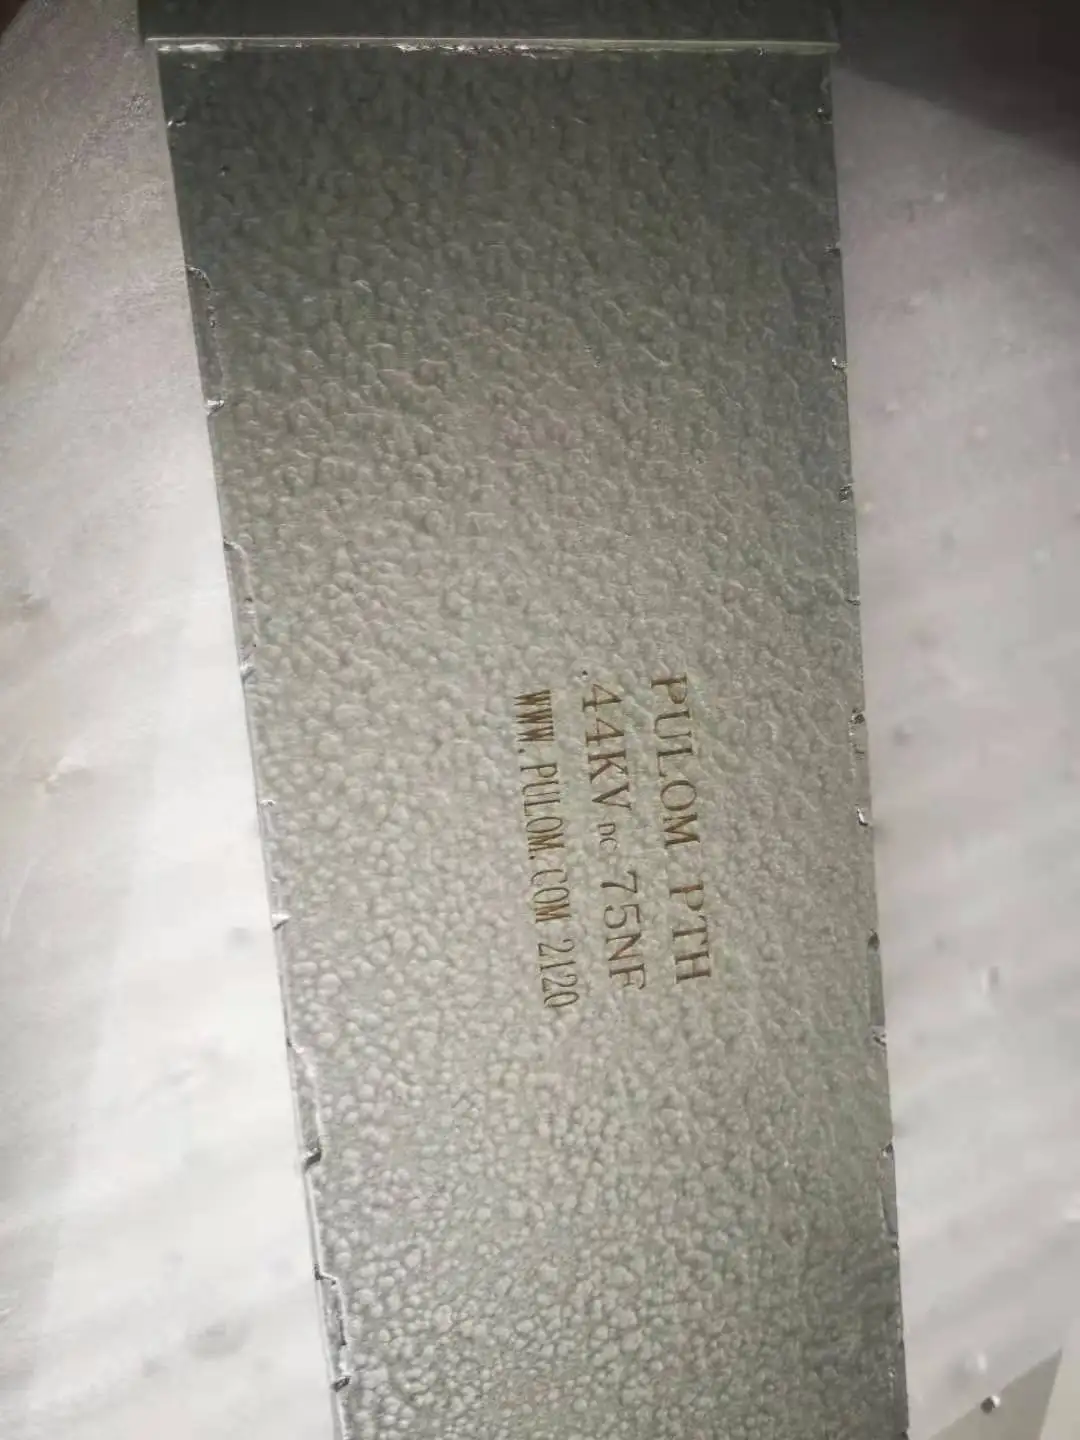 PULOM PTH
44KV DC 75NF
WWW.PULOM.COM 2120